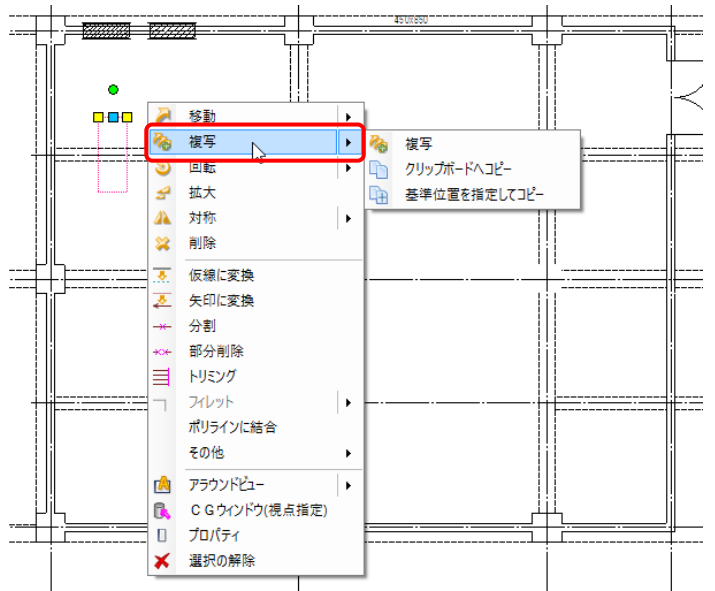 450X850
移動
複写
回転
拡大
対称
削除
仮線に変換
矢印に変換
分割
部分削除
トリミング
フィレット
ポリラインに結合
その他
アラウンドビュー
ＣＧウィンドウ(視点指定)
プロパティ
選択の解除
複写
クリップボードへコピー
基準位置を指定してコピー